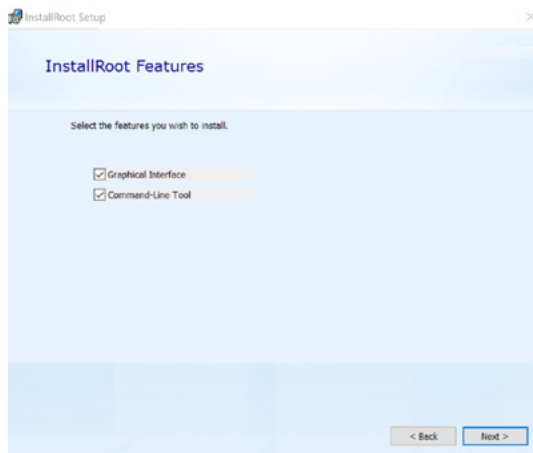 InstallRoot Setup
InstallRoot Features
Select the features you wish to install.
Graphical Interface
Command-Line Tool
< Back Next >